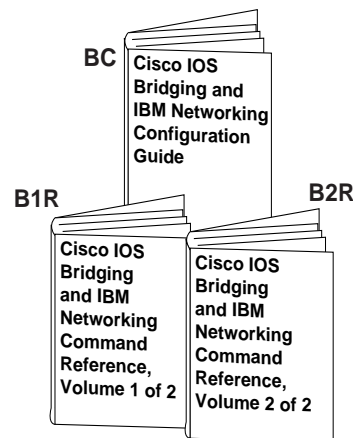 BC
Cisco IOS
Bridging and
IBM Networking
Configuration
Guide
B1R
Cisco IOS
Bridging
and IBM
Networking
Command
Reference,
Volume 1 of 2
B2R
Cisco IOS
Bridging
and IBM
Networking
Command
Reference,
Volume 2 of 2